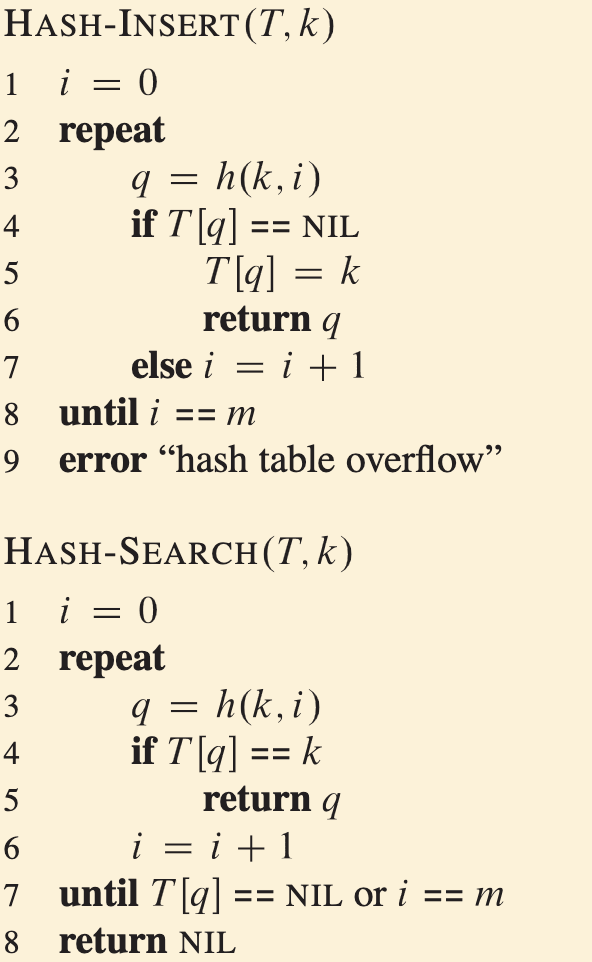 HASH-INSERT(T, k)
1 i = 0
2 repeat
3 q = h(k, i)
4 if T[q] == NIL
5 T[q] = k
6 return q
7 else i = i + 1
8 until i == m
9 error “hash table overflow”
HASH-SEARCH(T, k)
1 i = 0
2 repeat
3 q = h(k, i)
4 if T[q] == k
5 return q
6 i = i + 1
7 until T[q] == NIL or i == m
8 return NIL